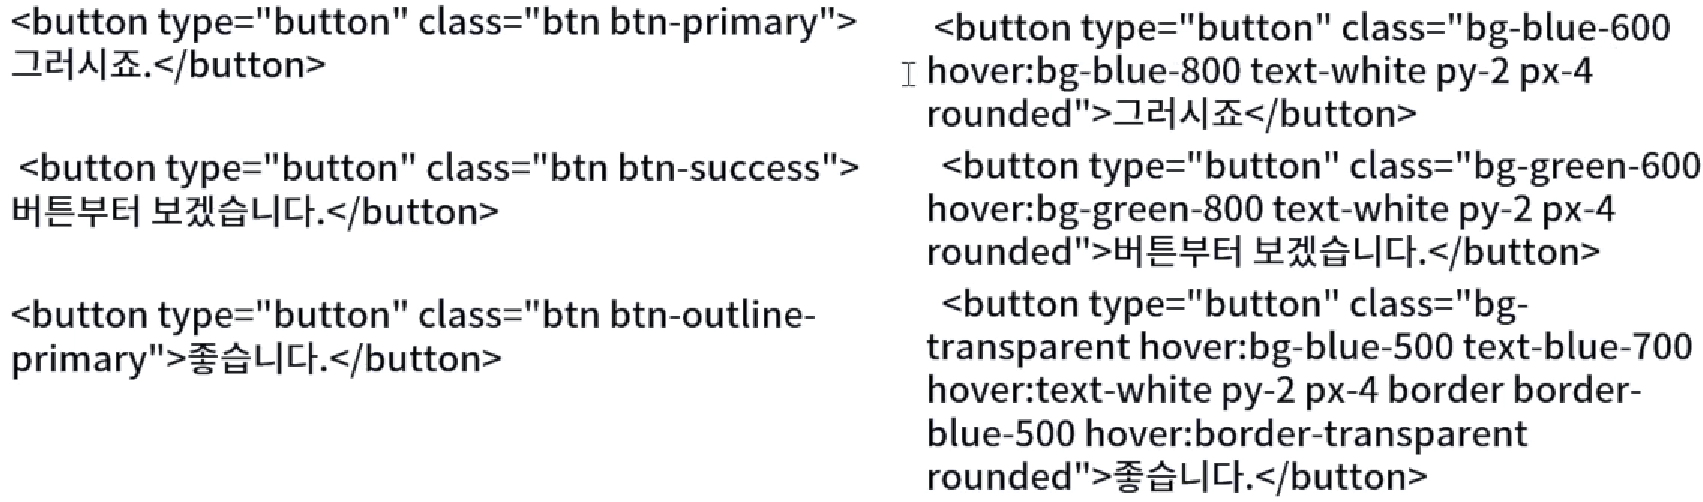 <button type="button" class="btn btn-primary">
그러시죠.</button>
<button type="button" class="btn btn-success">
버튼부터 보겠습니다.</button>
<button type="button" class="btn btn-outline-
primary">좋습니다.</button>
<button type="button" class="bg-blue-600
hover:bg-blue-800 text-white py-2 px-4
rounded">그러시죠</button>
<button type="button" class="bg-green-600
hover:bg-green-800 text-white py-2 px-4
rounded">버튼부터 보겠습니다.</button>
<button type="button" class="bg-
transparent hover:bg-blue-500 text-blue-700
hover:text-white py-2 px-4 border border-
blue-500 hover:border-transparent
rounded">좋습니다.</button>